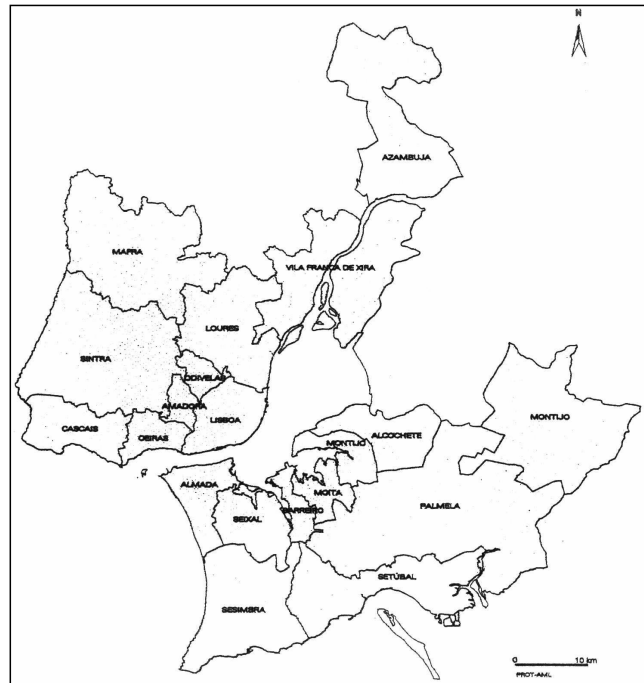 N
AZAMBUJA
MAFRA
VILA FRANCA DE XIRA
LOURES
SINTRA
ODIVELAS
AMADORA
LISBOA
CASCAIS
OEIRAS
MONTIJO
ALCOCHETE
MONTIJO
ALMADA
MOITA
SEIXAL
BARREIRO
PALMELA
SETÚBAL
SESIMBRA
0 10 km
PROT-AML